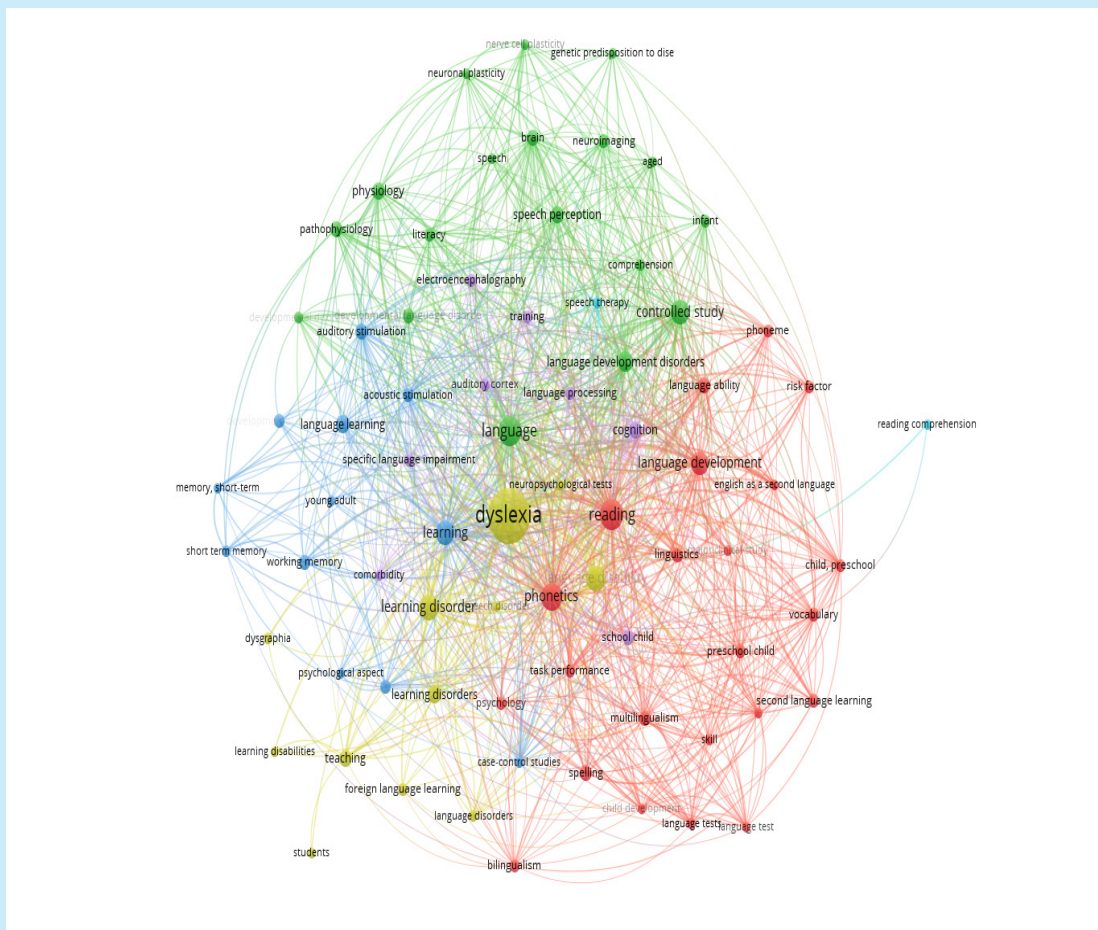 nerve cell plasticity
genetic predisposition to dise
neuronal plasticity
brain
neuroimaging
speech
aged
physiology
speech perception
infant
pathophysiology
literacy
comprehension
electroencephalography
speech therapy
controlled study
training
developmental language disorde
auditory stimulation
phoneme
language development disorders
auditory cortex
language ability
risk factor
acoustic stimulation
language processing
language learning
language
cognition
reading comprehension
specific language impairment
language development
neuropsychological tests
english as a second language
memory, short-term
young adult
dyslexia
reading
learning
short term memory
working memory
linguistics
child, preschool
comorbidity
phonetics
learning disorder
vocabulary
dysgraphia
school child
preschool child
psychological aspect
task performance
learning disorders
psychology
second language learning
multilingualism
skill
learning disabilities
teaching
case-control studies
spelling
foreign language learning
child development
language disorders
language tests
language test
students
bilingualism